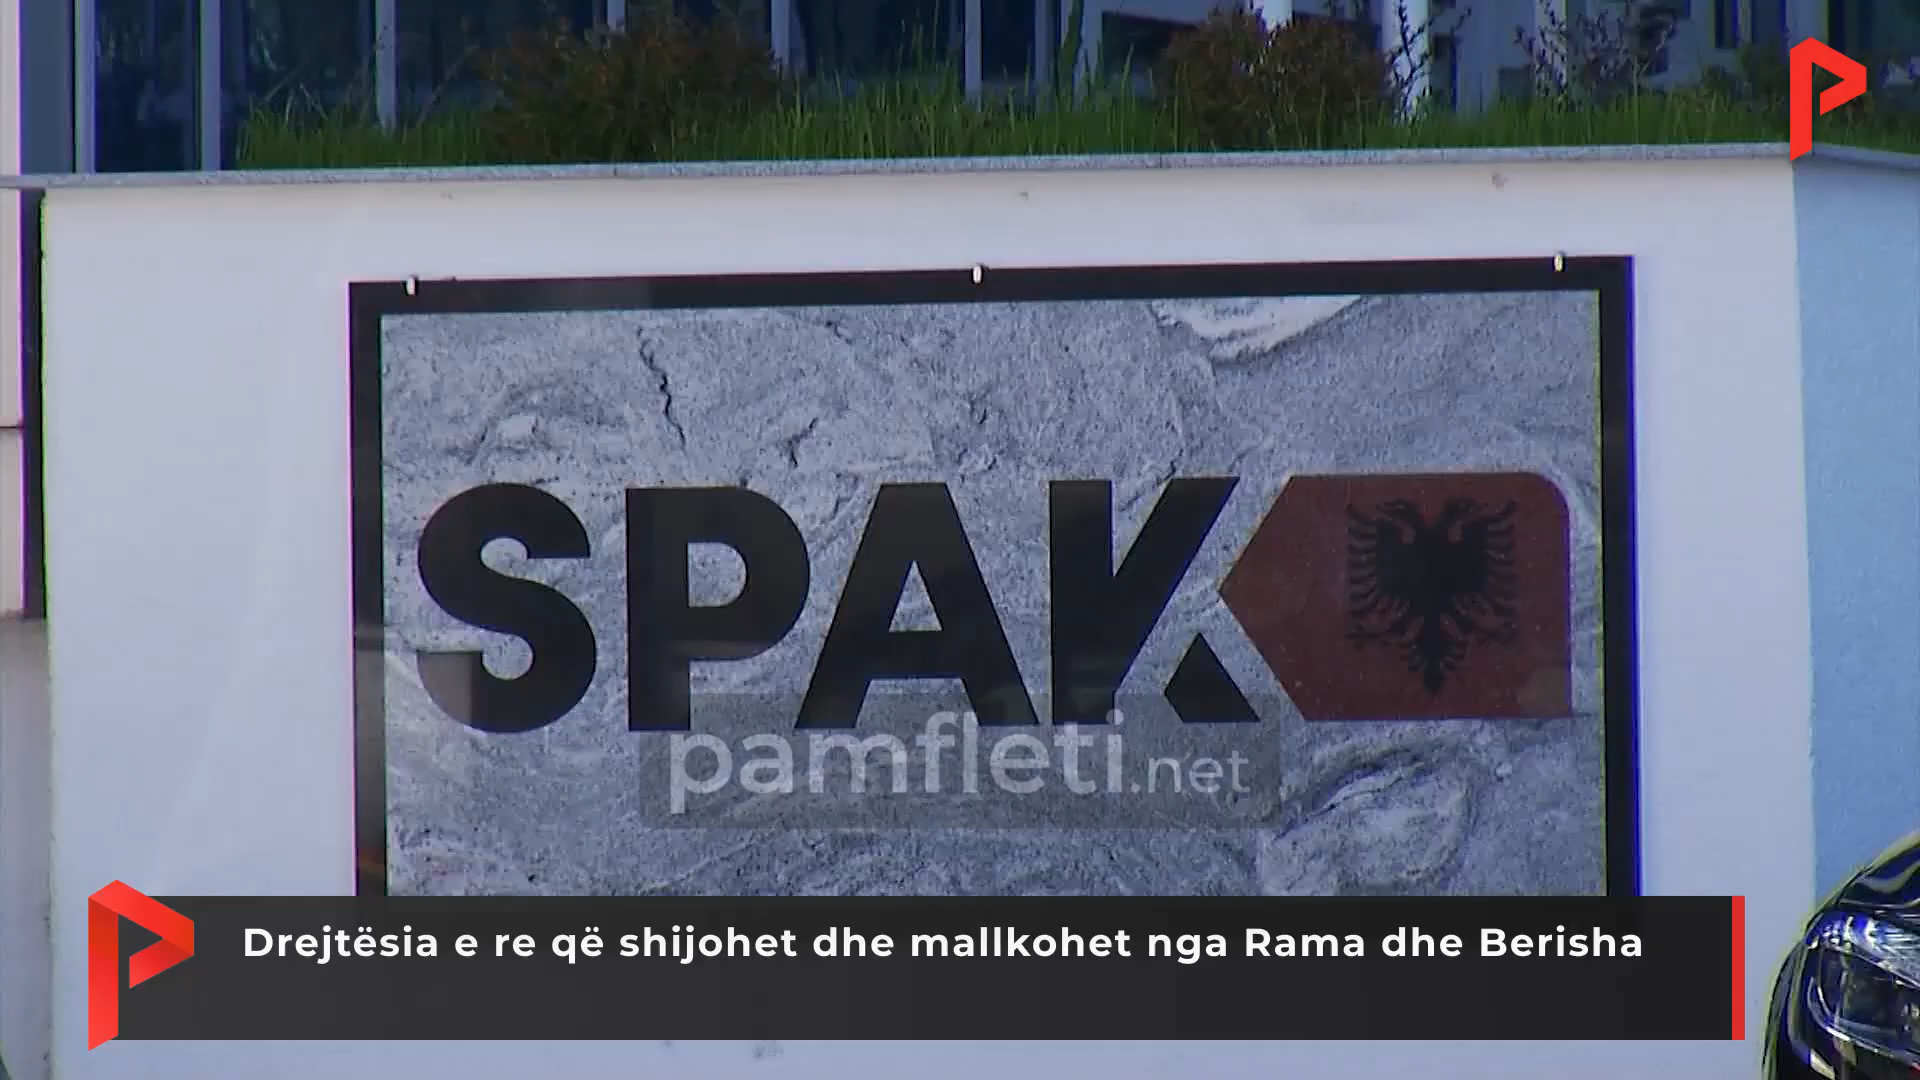 SPAK
pamfleti.net
Drejtësia e re që shijohet dhe mallkohet nga Rama dhe Berisha